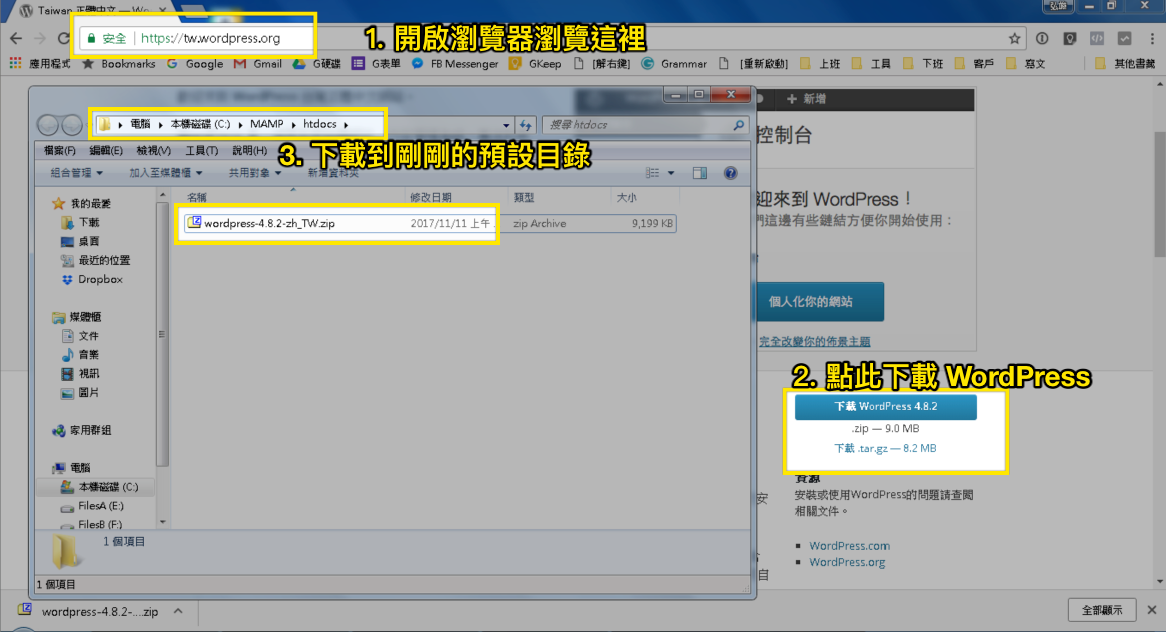 Taiwan 正體中文 — Wo
安全 | https://tw.wordpress.org
1. 開啟瀏覽器瀏覽這裡
應用程式 Bookmarks Google Gmail G硬碟 G表單 FB Messenger GKeep [解右鍵] Grammar [重新啟動] 上班 工具 下班 客戶 寫文 其他書籤
新增
電腦 本機磁碟 (C:) MAMP htdocs 搜尋 htdocs
控制台
檔案(F) 編輯(E) 檢視(V) 工具(T) 說明(H)
3. 下載到剛剛的預設目錄
組合管理 加入至媒體櫃 共用對象 新增資料夾
名稱 修改日期 類型 大小
wordpress-4.8.2-zh_TW.zip 2017/11/11 上午 zip Archive 9,199 KB
我的最愛
下載
桌面
最近的位置
Dropbox
媒體櫃
文件
音樂
視訊
圖片
家用群組
電腦
本機磁碟 (C:)
FilesA (E:)
FilesB (F:)
1 個項目
1 個項目
迎來到 WordPress！
們這邊有些鏈結方便你開始使用：
個人化你的網站
完全改變你的佈景主題
2. 點此下載 WordPress
下載 WordPress 4.8.2
.zip — 9.0 MB
下載 .tar.gz — 8.2 MB
資源
安裝或使用WordPress的問題請查閱
相關文件。
WordPress.com
WordPress.org
wordpress-4.8.2-....zip
全部顯示